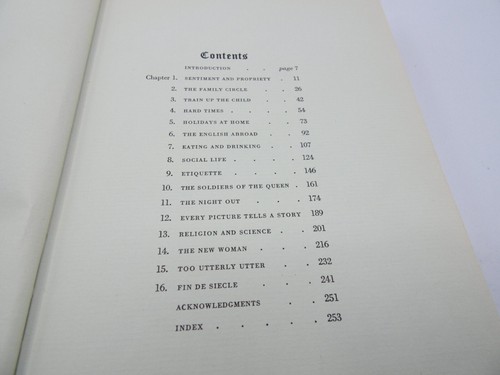 Contents
INTRODUCTION . . page 7
Chapter 1. SENTIMENT AND PROPRIETY .. 11
2. THE FAMILY CIRCLE . . 26
3. TRAIN UP THE CHILD . . 42
4. HARD TIMES . . . . 54
5. HOLIDAYS AT HOME . . 73
6. THE ENGLISH ABROAD . . 92
7. EATING AND DRINKING . . 107
8. SOCIAL LIFE . . . . 124
9. ETIQUETTE . . . . 146
10. THE SOLDIERS OF THE QUEEN . 161
11. THE NIGHT OUT . . . 174
12. EVERY PICTURE TELLS A STORY 189
13. RELIGION AND SCIENCE . . 201
14. THE NEW WOMAN . . . 216
15. TOO UTTERLY UTTER . . 232
16. FIN DE SIECLE . . . 241
ACKNOWLEDGMENTS . . 251
INDEX . . . . . 253